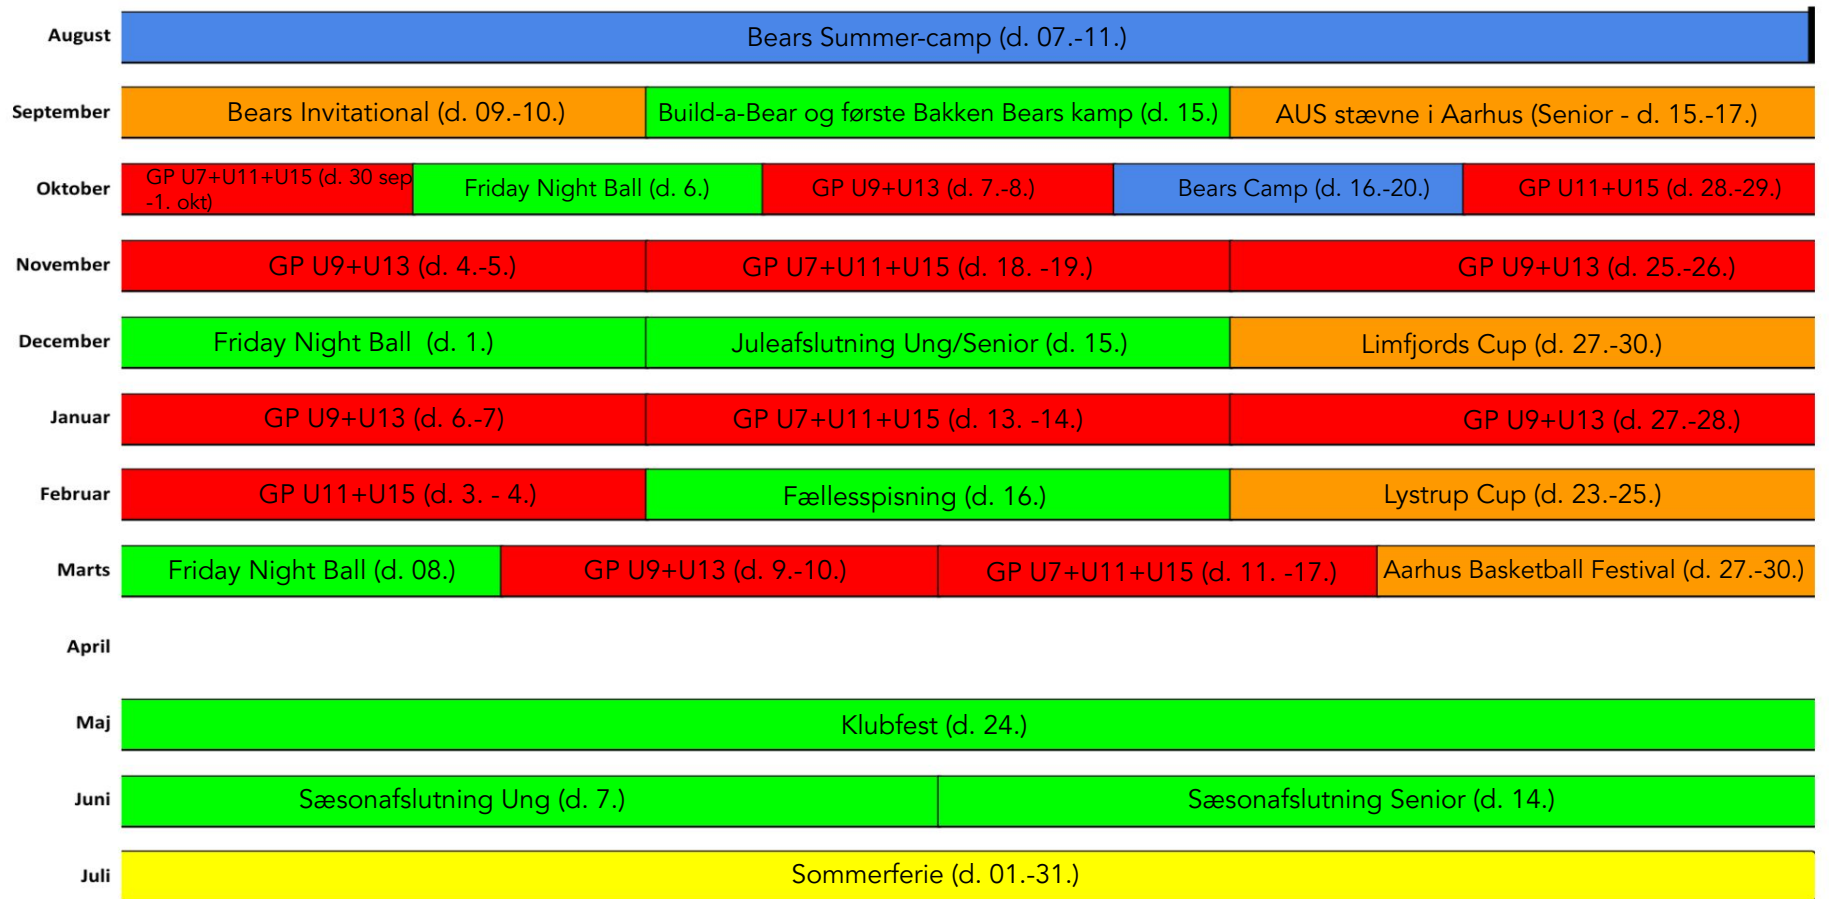 August
Bears Summer-camp (d. 07.-11.)
September
Bears Invitational (d. 09.-10.)
Build-a-Bear og første Bakken Bears kamp (d. 15.)
AUS stævne i Aarhus (Senior - d. 15.-17.)
Oktober
GP U7+U11+U15 (d. 30 sep
-1. okt)
Friday Night Ball (d. 6.)
GP U9+U13 (d. 7.-8.)
Bears Camp (d. 16.-20.)
GP U11+U15 (d. 28.-29.)
November
GP U9+U13 (d. 4.-5.)
GP U7+U11+U15 (d. 18. -19.)
GP U9+U13 (d. 25.-26.)
December
Friday Night Ball (d. 1.)
Juleafslutning Ung/Senior (d. 15.)
Limfjords Cup (d. 27.-30.)
Januar
GP U9+U13 (d. 6.-7)
GP U7+U11+U15 (d. 13. -14.)
GP U9+U13 (d. 27.-28.)
Februar
GP U11+U15 (d. 3. - 4.)
Fællesspisning (d. 16.)
Lystrup Cup (d. 23.-25.)
Marts
Friday Night Ball (d. 08.)
GP U9+U13 (d. 9.-10.)
GP U7+U11+U15 (d. 11. -17.)
Aarhus Basketball Festival (d. 27.-30.)
April
Maj
Klubfest (d. 24.)
Juni
Sæsonafslutning Ung (d. 7.)
Sæsonafslutning Senior (d. 14.)
Juli
Sommerferie (d. 01.-31.)